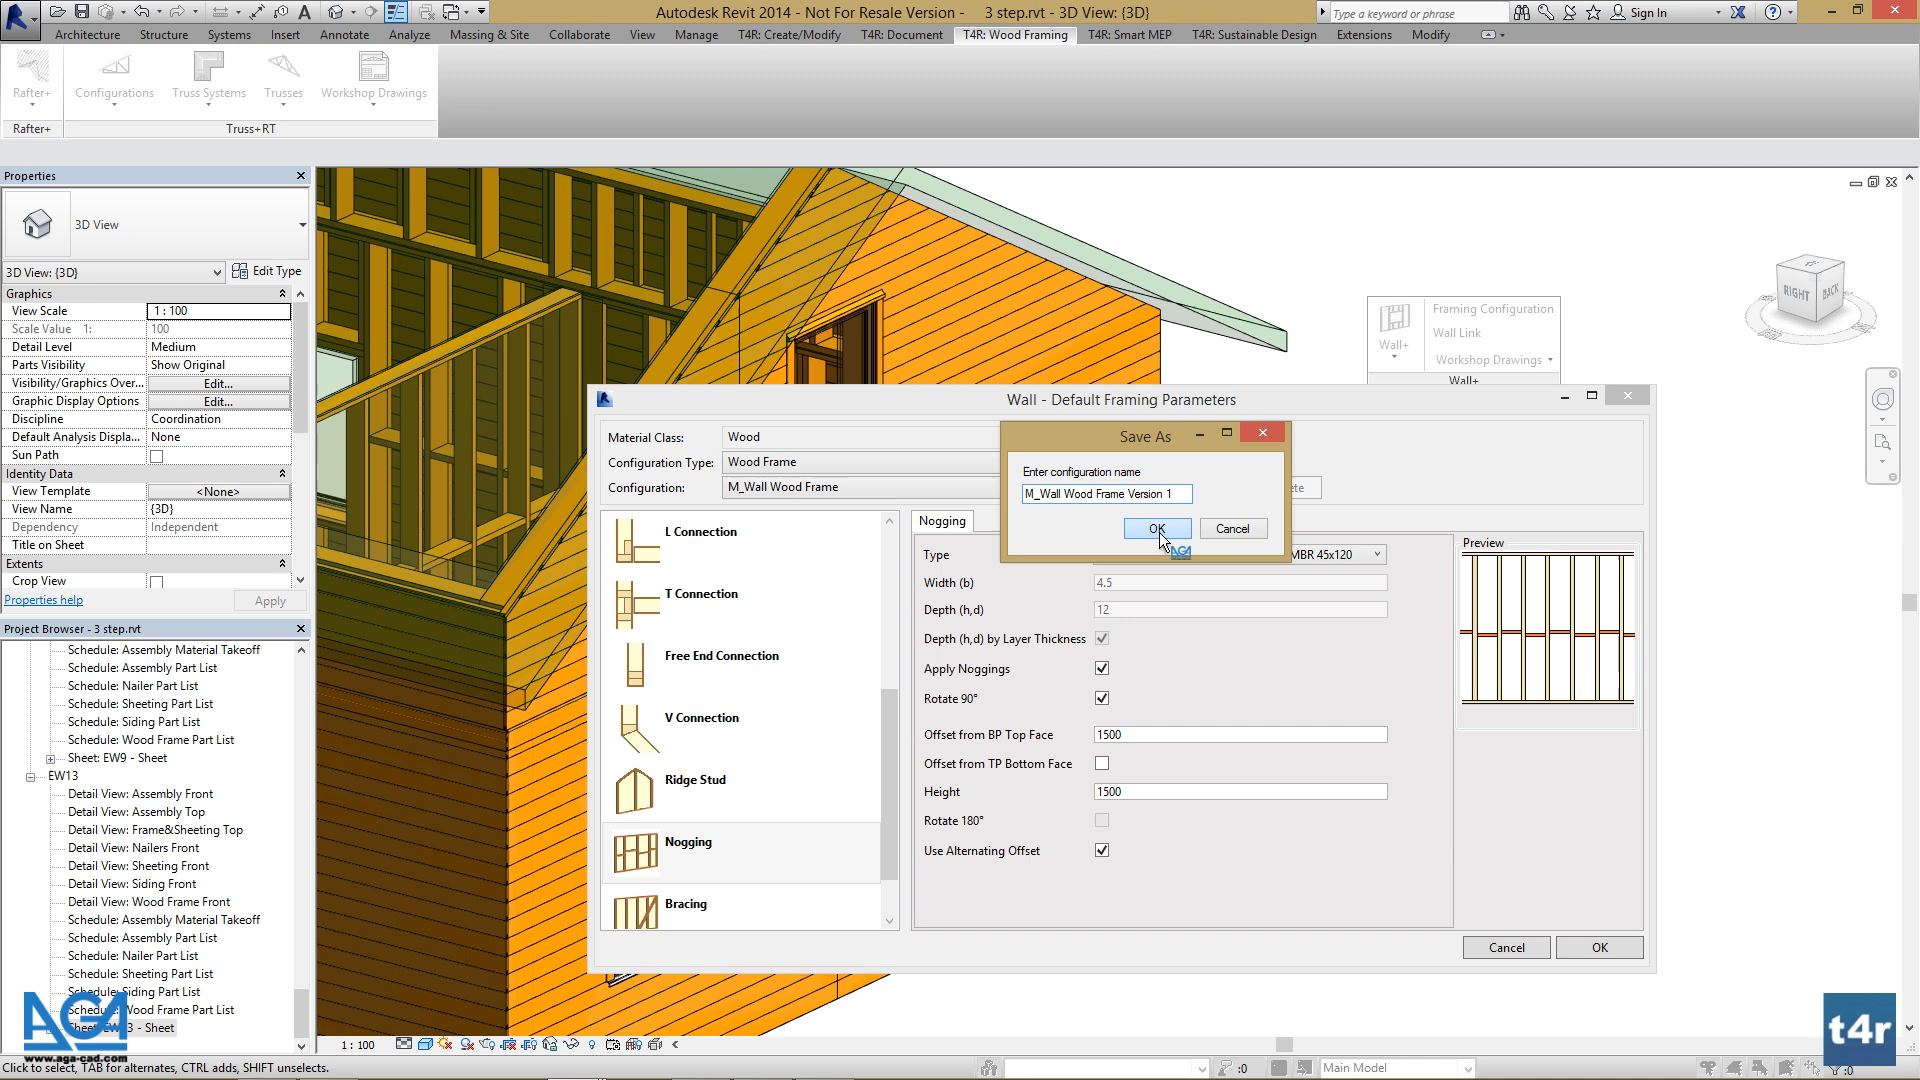 Autodesk Revit 2014 - Not For Resale Version - 3 step.rvt - 3D View: {3D}
Type a keyword or phrase
Sign In
Architecture Structure Systems Insert Annotate Analyze Massing & Site Collaborate View Manage T4R: Create/Modify T4R: Document T4R: Wood Framing T4R: Smart MEP T4R: Sustainable Design Extensions Modify
Rafter+ Configurations Truss Systems Trusses Workshop Drawings
Rafter+ Truss+RT
Properties
3D View
3D View: {3D} Edit Type
Graphics
View Scale 1 : 100
Scale Value 1: 100
Detail Level Medium
Parts Visibility Show Original
Visibility/Graphics Over... Edit...
Graphic Display Options Edit...
Discipline Coordination
Default Analysis Displa... None
Sun Path
Identity Data
View Template <None>
View Name {3D}
Dependency Independent
Title on Sheet
Extents
Crop View
Properties help Apply
Project Browser - 3 step.rvt
Schedule: Assembly Material Takeoff
Schedule: Assembly Part List
Schedule: Nailer Part List
Schedule: Sheeting Part List
Schedule: Siding Part List
Schedule: Wood Frame Part List
Sheet: EW9 - Sheet
EW13
Detail View: Assembly Front
Detail View: Assembly Top
Detail View: Frame&Sheeting Top
Detail View: Nailers Front
Detail View: Sheeting Front
Detail View: Siding Front
Detail View: Wood Frame Front
Schedule: Assembly Material Takeoff
Schedule: Assembly Part List
Schedule: Nailer Part List
Schedule: Sheeting Part List
Schedule: Siding Part List
Schedule: Wood Frame Part List
Sheet: EW13 - Sheet
AGA
www.aga-cad.com
Click to select, TAB for alternates, CTRL adds, SHIFT unselects.
1 : 100
:0
Main Model
:0
RIGHT BACK
Wall+
Framing Configuration
Wall Link
Workshop Drawings
Wall+
Wall - Default Framing Parameters
Material Class: Wood
Configuration Type: Wood Frame
Configuration: M_Wall Wood Frame
L Connection
T Connection
Free End Connection
V Connection
Ridge Stud
Nogging
Bracing
Save As
Enter configuration name
M_Wall Wood Frame Version 1
OK Cancel
AGA
Nogging
Type MBR 45x120
Width (b) 4.5
Depth (h,d) 12
Depth (h,d) by Layer Thickness
Apply Noggings
Rotate 90°
Offset from BP Top Face 1500
Offset from TP Bottom Face
Height 1500
Rotate 180°
Use Alternating Offset
Preview
Cancel OK
t4r